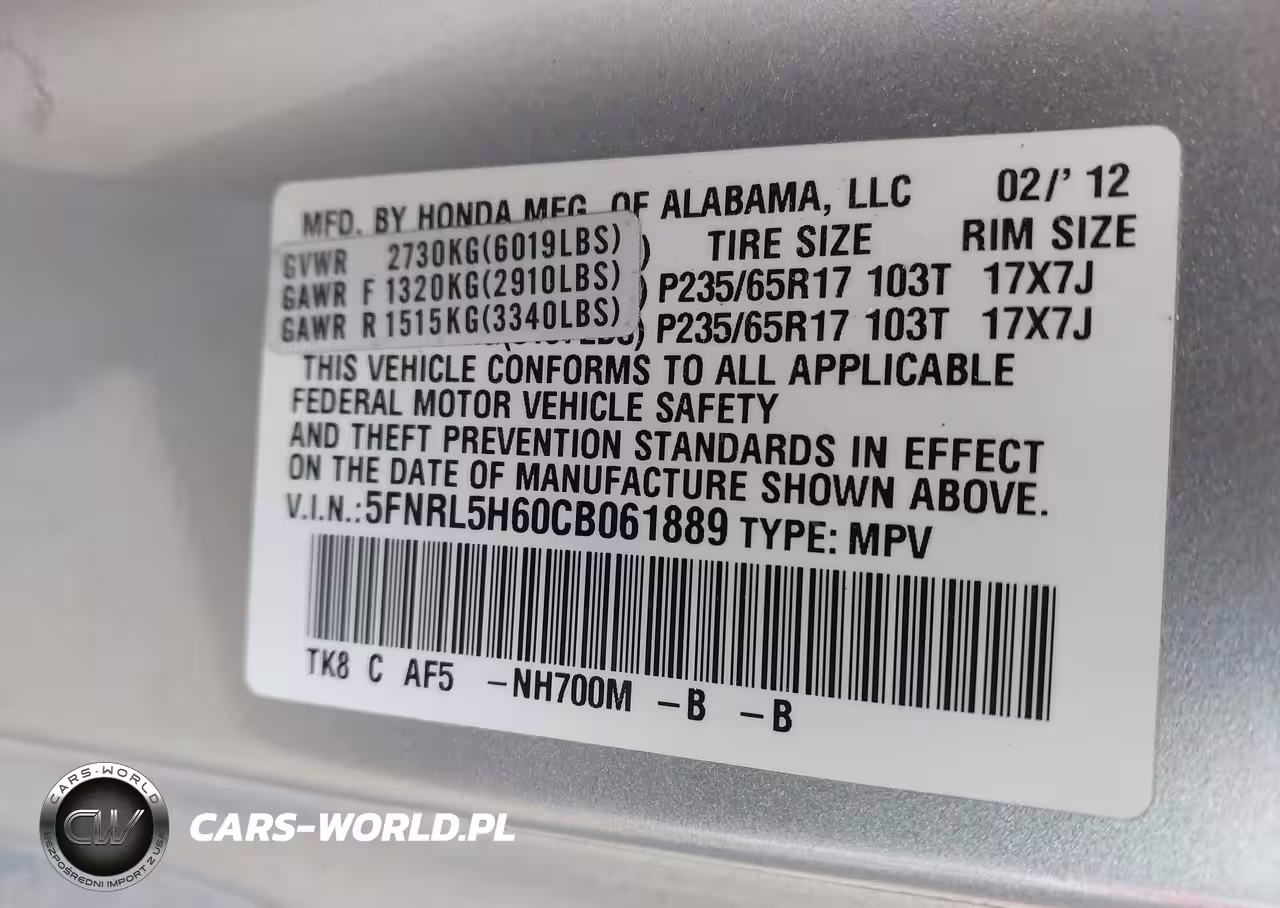 MFD. BY HONDA MFG. OF ALABAMA, LLC 02/' 12
TIRE SIZE RIM SIZE
GVWR 2730KG(6019LBS)
GAWR F 1320KG(2910LBS) ) P235/65R17 103T 17X7J
GAWR R 1515KG(3340LBS) ) P235/65R17 103T 17X7J
THIS VEHICLE CONFORMS TO ALL APPLICABLE
FEDERAL MOTOR VEHICLE SAFETY
AND THEFT PREVENTION STANDARDS IN EFFECT
ON THE DATE OF MANUFACTURE SHOWN ABOVE.
V.I.N.:5FNRL5H60CB061889 TYPE: MPV
TK8 C AF5 -NH700M -B -B
CARS-WORLD
CW
BEZPOŚREDNI IMPORT Z USA
CARS-WORLD.PL